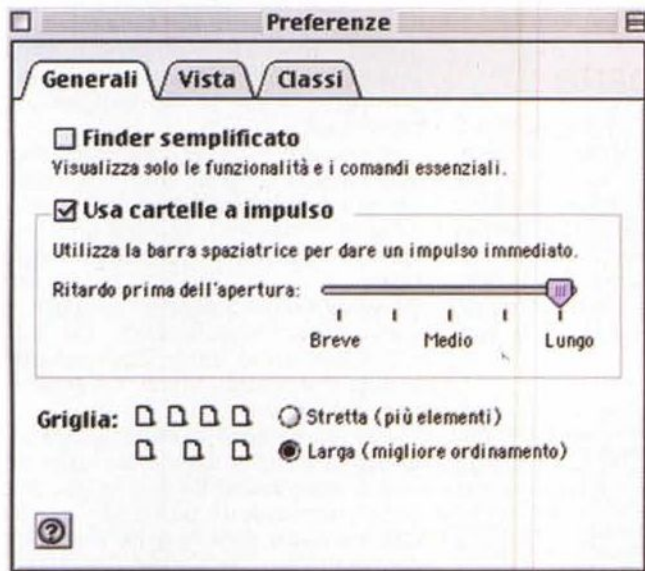 Preferenze
Generali Vista Classi
Finder semplificato
Visualizza solo le funzionalità e i comandi essenziali.
Usa cartelle a impulso
Utilizza la barra spaziatrice per dare un impulso immediato.
Ritardo prima dell'apertura:
Breve Medio Lungo
Griglia: Stretta (più elementi)
Larga (migliore ordinamento)
?